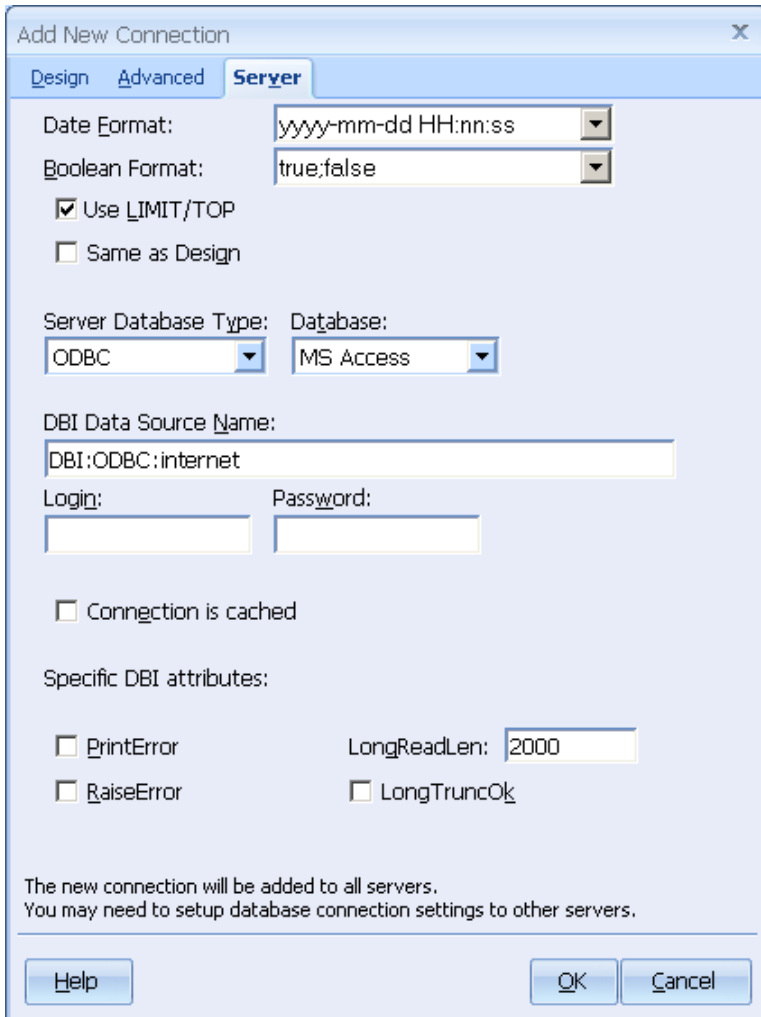 Add New Connection
Design Advanced Server
Date Format: yyyy-mm-dd HH:nn:ss
Boolean Format: true;false
Use LIMIT/TOP
Same as Design
Server Database Type: Database:
ODBC MS Access
DBI Data Source Name:
DBI:ODBC:internet
Login: Password:
Connection is cached
Specific DBI attributes:
PrintError LongReadLen: 2000
RaiseError LongTruncOk
The new connection will be added to all servers.
You may need to setup database connection settings to other servers.
Help OK Cancel